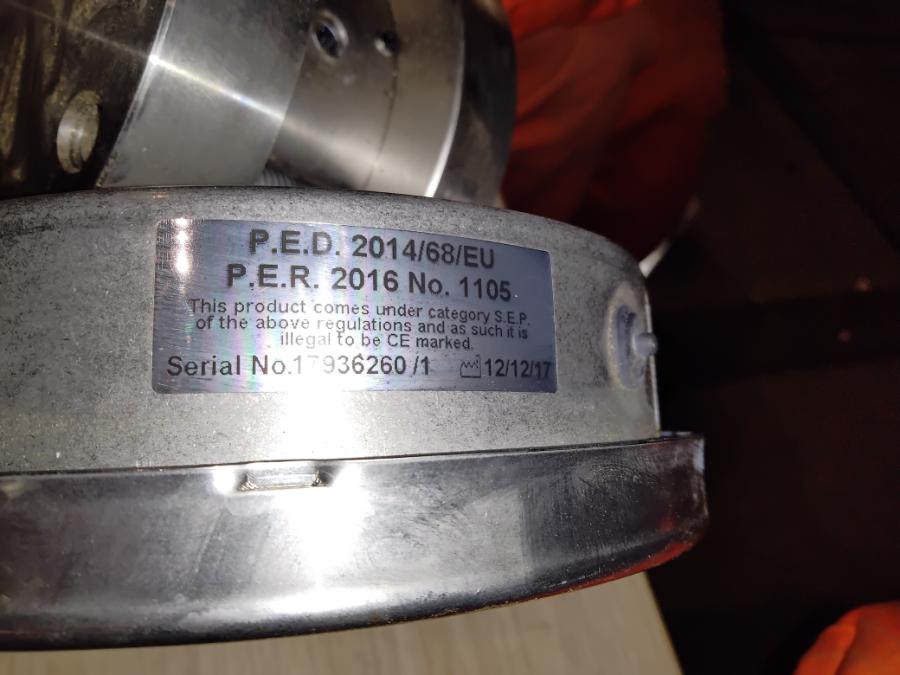 P.E.D. 2014/68/EU
P.E.R. 2016 No. 1105
This product comes under category S.E.P.
of the above regulations and as such it is
illegal to be CE marked.
Serial No.17936260 /1 12/12/17